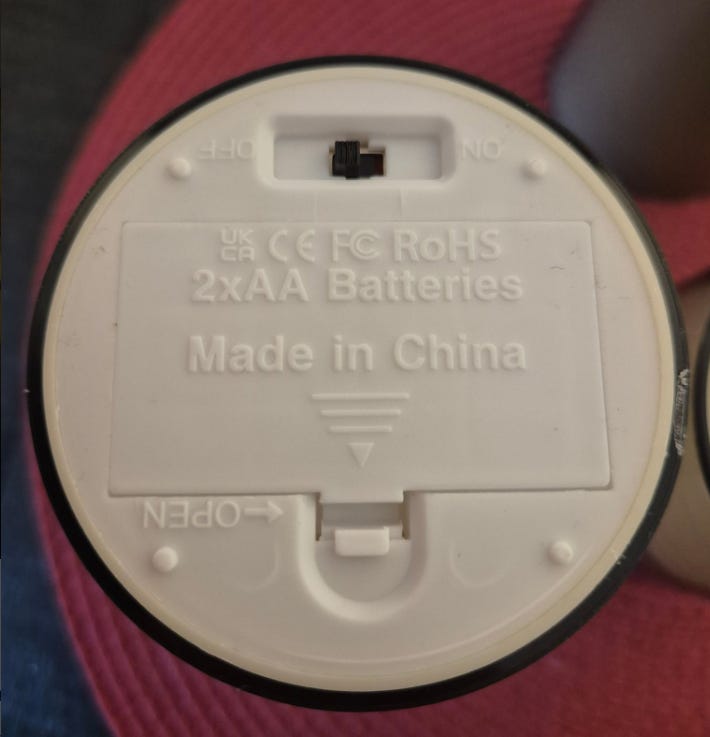 OFF ON
UK CA CE FC RoHS
2xAA Batteries
Made in China
←OPEN